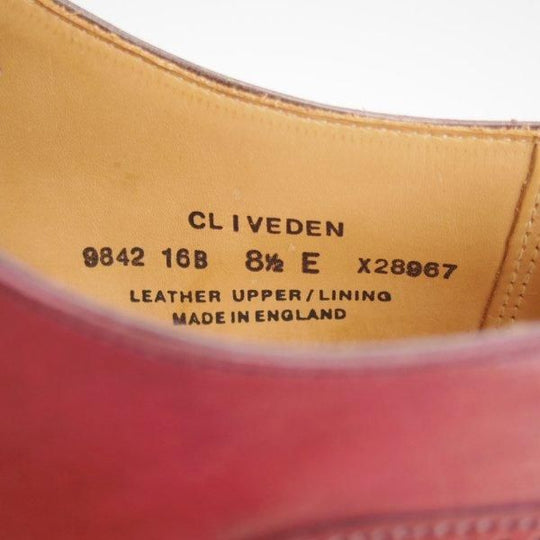 CLIVEDEN
9842 16B 8½ E X28967
LEATHER UPPER/LINING
MADE IN ENGLAND